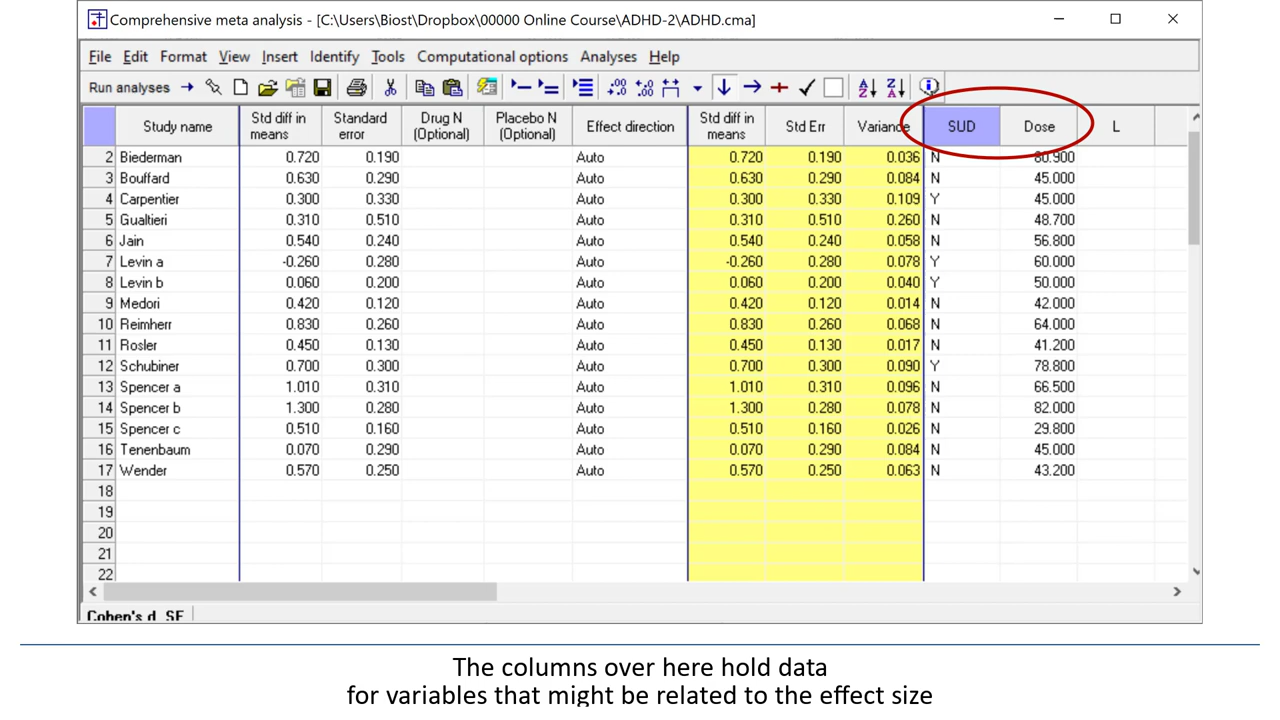 Comprehensive meta analysis - [C:\Users\Biost\Dropbox\00000 Online Course\ADHD-2\ADHD.cma]
File Edit Format View Insert Identify Tools Computational options Analyses Help
Run analyses
Study name Std diff in means Standard error Drug N (Optional) Placebo N (Optional) Effect direction Std diff in means Std Err Variance SUD Dose L
2 Biederman 0.720 0.190 Auto 0.720 0.190 0.036 N 80.900
3 Bouffard 0.630 0.290 Auto 0.630 0.290 0.084 N 45.000
4 Carpentier 0.300 0.330 Auto 0.300 0.330 0.109 Y 45.000
5 Gualtieri 0.310 0.510 Auto 0.310 0.510 0.260 N 48.700
6 Jain 0.540 0.240 Auto 0.540 0.240 0.058 N 56.800
7 Levin a -0.260 0.280 Auto -0.260 0.280 0.078 Y 60.000
8 Levin b 0.060 0.200 Auto 0.060 0.200 0.040 Y 50.000
9 Medori 0.420 0.120 Auto 0.420 0.120 0.014 N 42.000
10 Reimherr 0.830 0.260 Auto 0.830 0.260 0.068 N 64.000
11 Rosler 0.450 0.130 Auto 0.450 0.130 0.017 N 41.200
12 Schubiner 0.700 0.300 Auto 0.700 0.300 0.090 Y 78.800
13 Spencer a 1.010 0.310 Auto 1.010 0.310 0.096 N 66.500
14 Spencer b 1.300 0.280 Auto 1.300 0.280 0.078 N 82.000
15 Spencer c 0.510 0.160 Auto 0.510 0.160 0.026 N 29.800
16 Tenenbaum 0.070 0.290 Auto 0.070 0.290 0.084 N 45.000
17 Wender 0.570 0.250 Auto 0.570 0.250 0.063 N 43.200
18
19
20
21
22
Cohen's d, SE
The columns over here hold data
for variables that might be related to the effect size